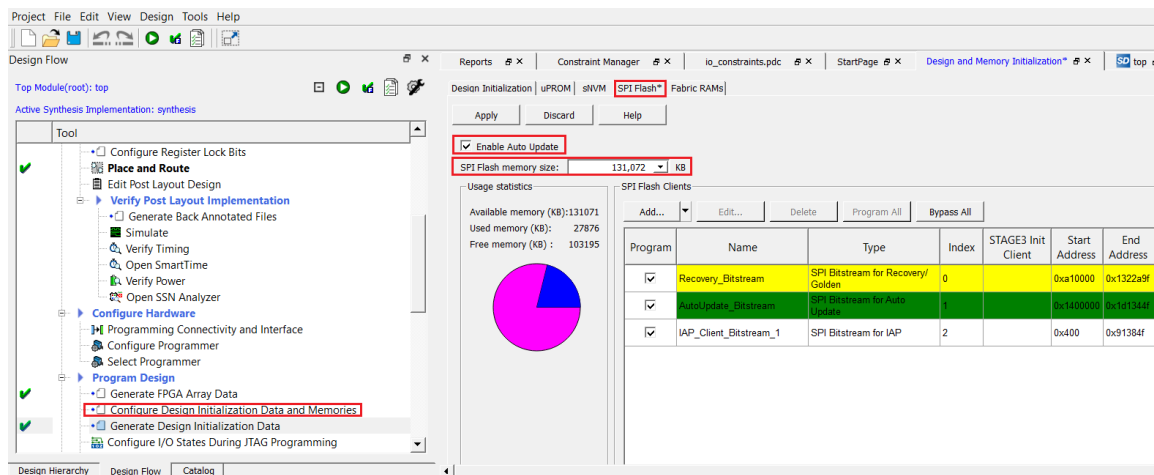 Project File Edit View Design Tools Help
Design Flow
Top Module(root): top
Active Synthesis Implementation: synthesis
Tool
Configure Register Lock Bits
Place and Route
Edit Post Layout Design
Verify Post Layout Implementation
Generate Back Annotated Files
Simulate
Verify Timing
Open SmartTime
Verify Power
Open SSN Analyzer
Configure Hardware
Programming Connectivity and Interface
Configure Programmer
Select Programmer
Program Design
Generate FPGA Array Data
Configure Design Initialization Data and Memories
Generate Design Initialization Data
Configure I/O States During JTAG Programming
Design Hierarchy Design Flow Catalog
Reports Constraint Manager io_constraints.pdc StartPage Design and Memory Initialization* SD top
Design Initialization uPROM sNVM SPI Flash* Fabric RAMs
Apply Discard Help
Enable Auto Update
SPI Flash memory size: 131,072 KB
Usage statistics
Available memory (KB):131071
Used memory (KB): 27876
Free memory (KB) : 103195
SPI Flash Clients
Add... Edit... Delete Program All Bypass All
Program Name Type Index STAGE3 Init Client Start Address End Address
Recovery_Bitstream SPI Bitstream for Recovery/ Golden 0 0xa10000 0x1322a9f
AutoUpdate_Bitstream SPI Bitstream for Auto Update 1 0x1400000 0x1d1344f
IAP_Client_Bitstream_1 SPI Bitstream for IAP 2 0x400 0x91384f